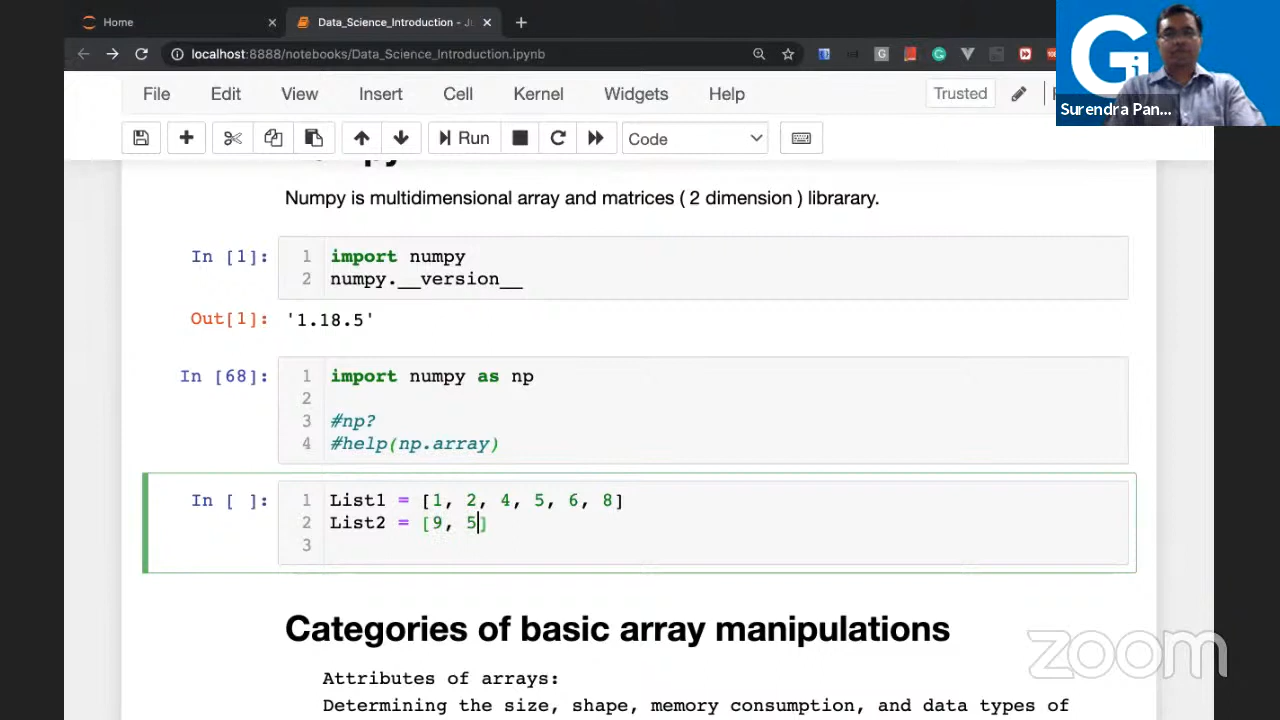 Home
Data_Science_Introduction - J
localhost:8888/notebooks/Data_Science_Introduction.ipynb
Surendra Pan...
File Edit View Insert Cell Kernel Widgets Help
Trusted
Run
Code
Numpy is multidimensional array and matrices ( 2 dimension ) librarary.
In [1]:
1 import numpy
2 numpy.__version__
Out[1]: '1.18.5'
In [68]:
1 import numpy as np
2
3 #np?
4 #help(np.array)
In [ ]:
1 List1 = [1, 2, 4, 5, 6, 8]
2 List2 = [9, 5]
3
Categories of basic array manipulations
Attributes of arrays:
Determining the size, shape, memory consumption, and data types of
zoom